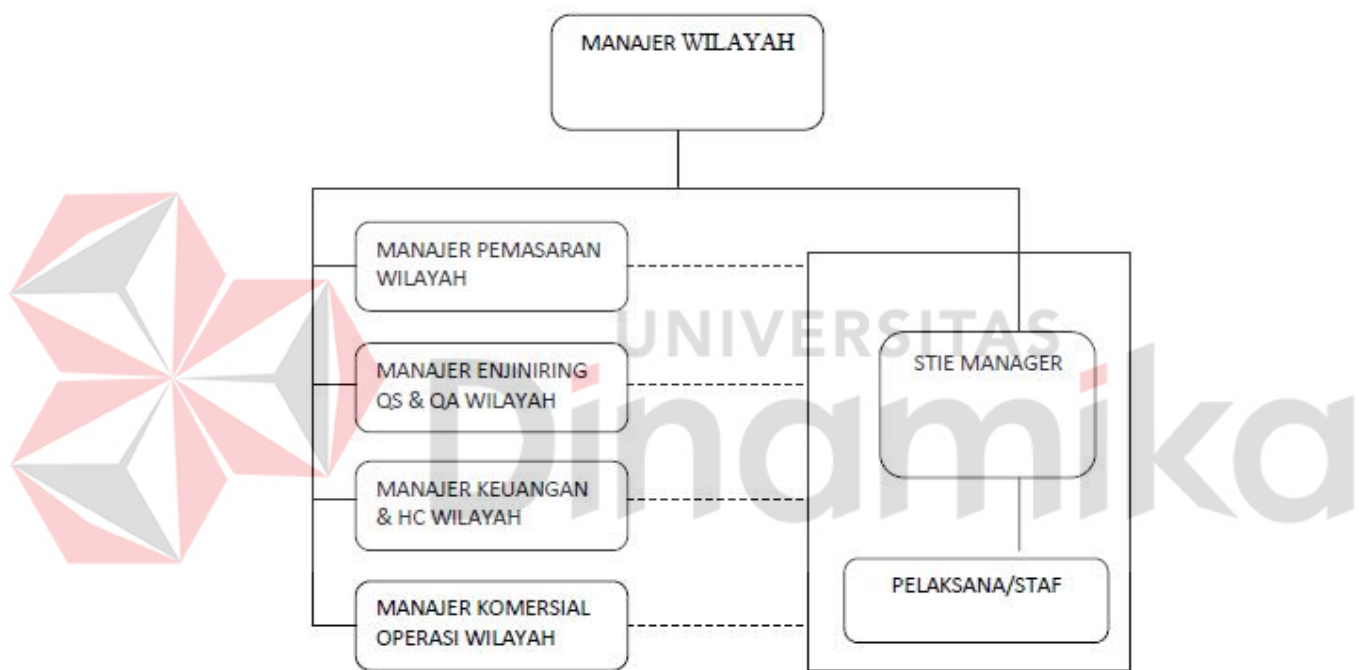 MANAJER WILAYAH
MANAJER PEMASARAN
WILAYAH
MANAJER ENJINIRING
QS & QA WILAYAH
MANAJER KEUANGAN
& HC WILAYAH
MANAJER KOMERSIAL
OPERASI WILAYAH
STIE MANAGER
PELAKSANA/STAF
UNIVERSITAS
Dinamika